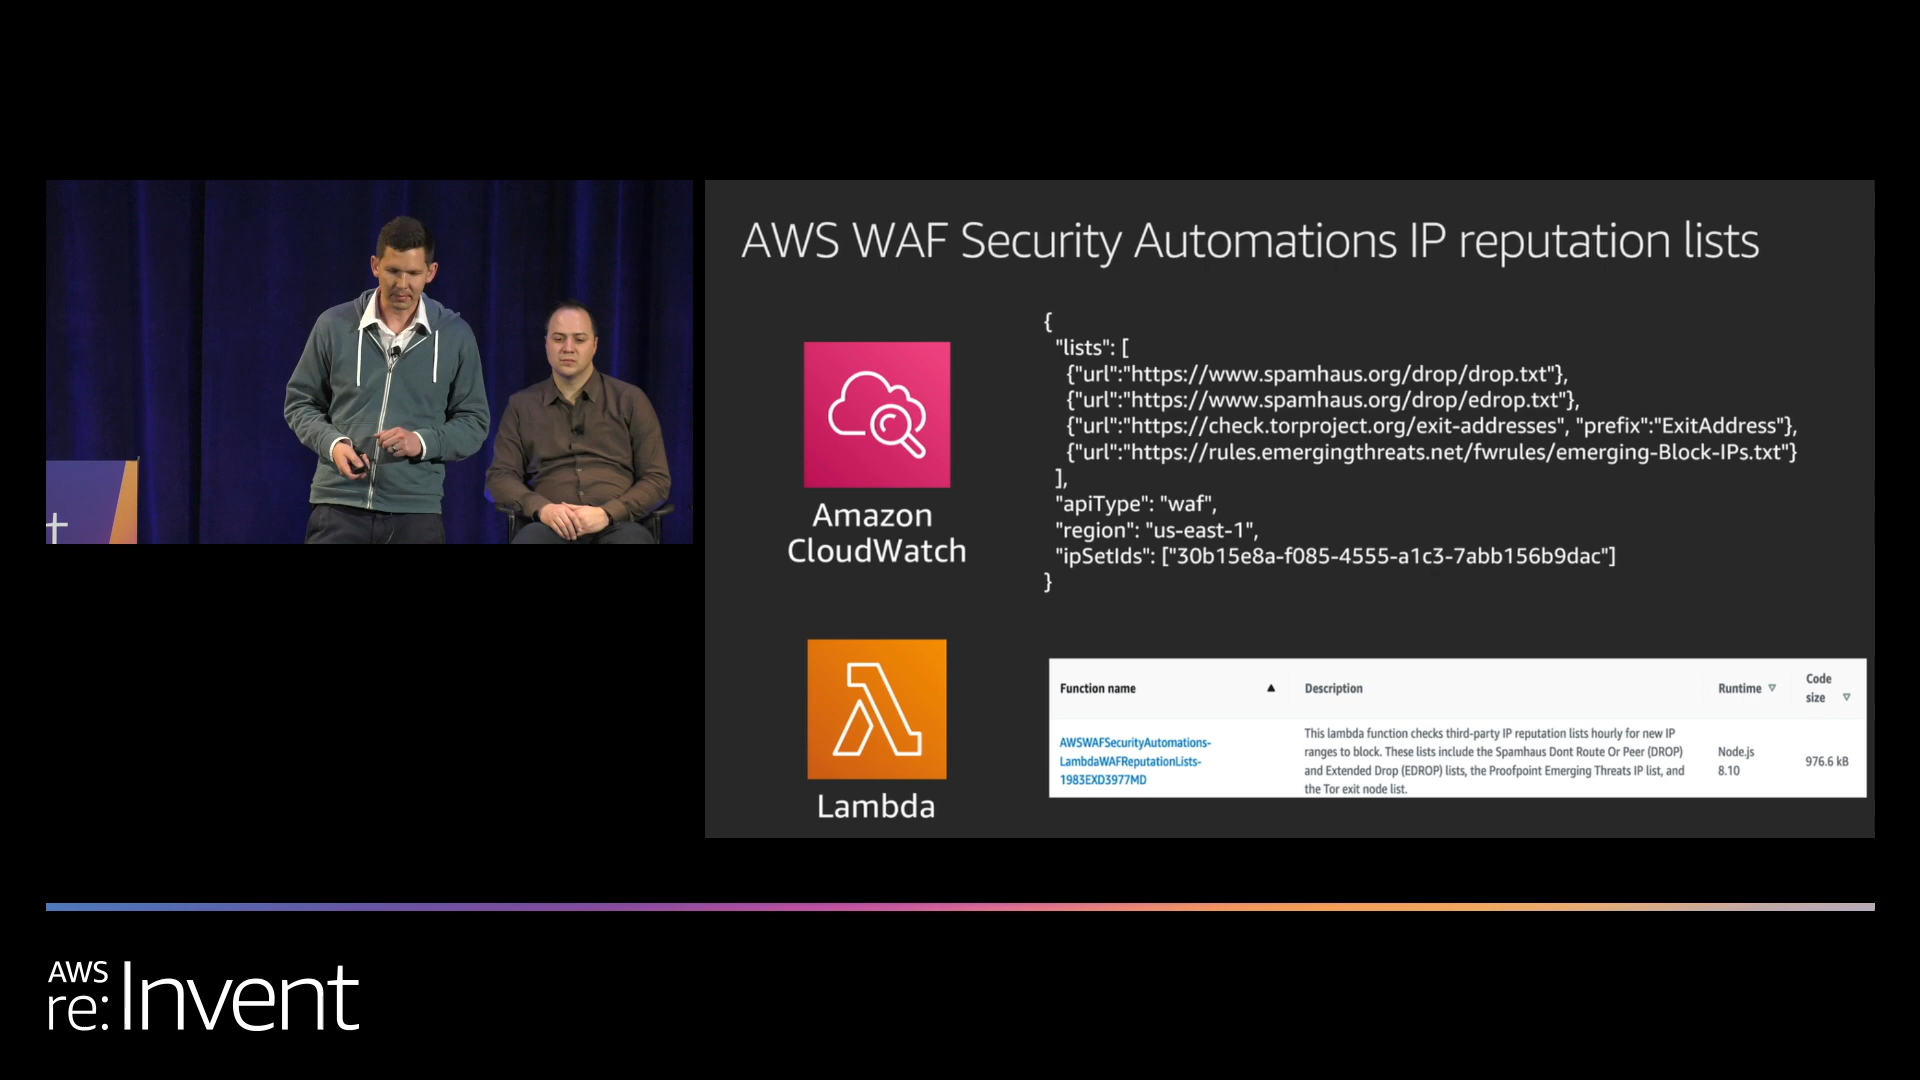 AWS WAF Security Automations IP reputation lists
{
"lists": [
{"url":"https://www.spamhaus.org/drop/drop.txt"},
{"url":"https://www.spamhaus.org/drop/edrop.txt"},
{"url":"https://check.torproject.org/exit-addresses", "prefix":"ExitAddress"},
{"url":"https://rules.emergingthreats.net/fwrules/emerging-Block-IPs.txt"}
],
"apiType": "waf",
"region": "us-east-1",
"ipSetIds": ["30b15e8a-f085-4555-a1c3-7abb156b9dac"]
}
Amazon
CloudWatch
Lambda
Function name ▲ Description Runtime ▽ Code size ▽
AWSWAFSecurityAutomations-
LambdaWAFReputationLists-
1983EXD3977MD
This lambda function checks third-party IP reputation lists hourly for new IP
ranges to block. These lists include the Spamhaus Dont Route Or Peer (DROP)
and Extended Drop (EDROP) lists, the Proofpoint Emerging Threats IP list, and
the Tor exit node list.
Node.js
8.10
976.6 kB
t
AWS
re:Invent